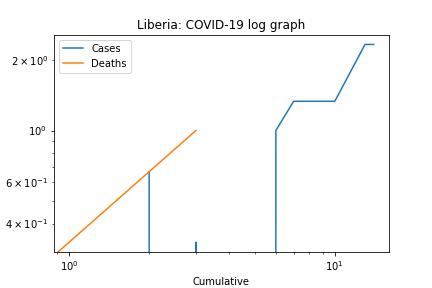 Liberia: COVID-19 log graph
Cases
Deaths
2 × 10⁰
10⁰
6 × 10⁻¹
4 × 10⁻¹
10⁰ 10¹
Cumulative